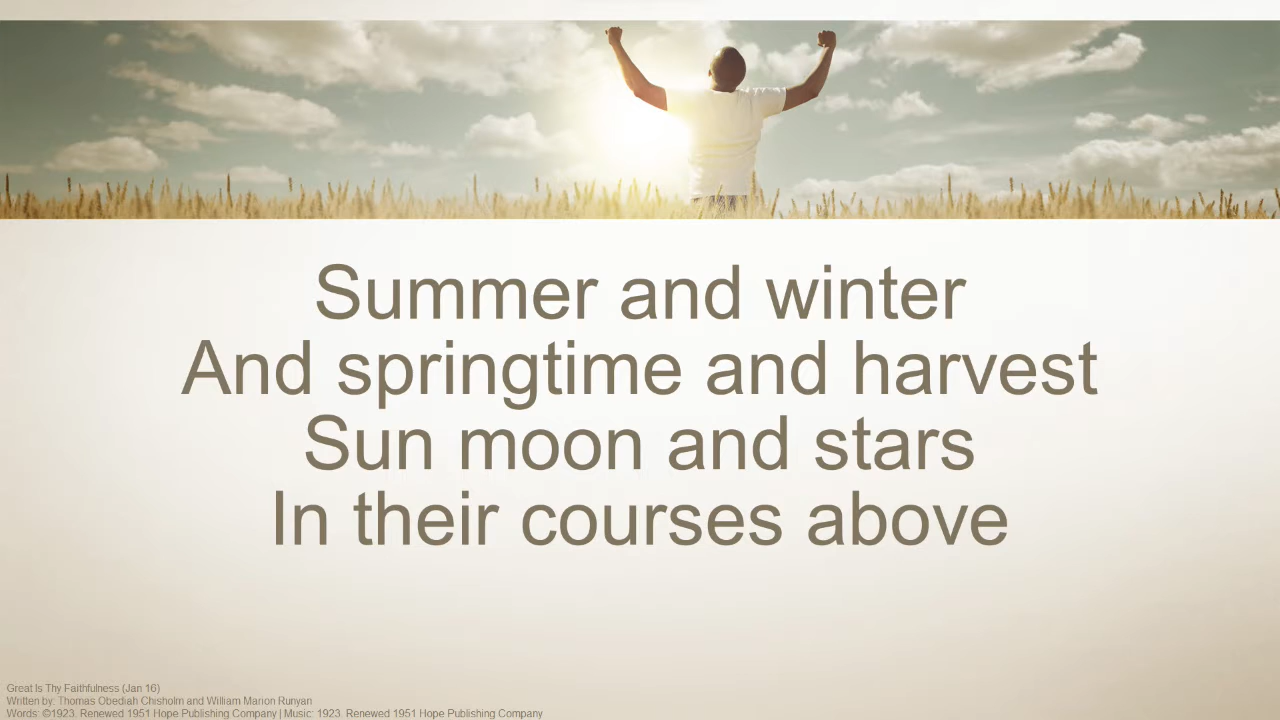 Summer and winter
And springtime and harvest
Sun moon and stars
In their courses above
Great Is Thy Faithfulness (Jan 16)
Written by: Thomas Obediah Chisholm and William Marion Runyan
Words: ©1923. Renewed 1951 Hope Publishing Company | Music: 1923. Renewed 1951 Hope Publishing Company